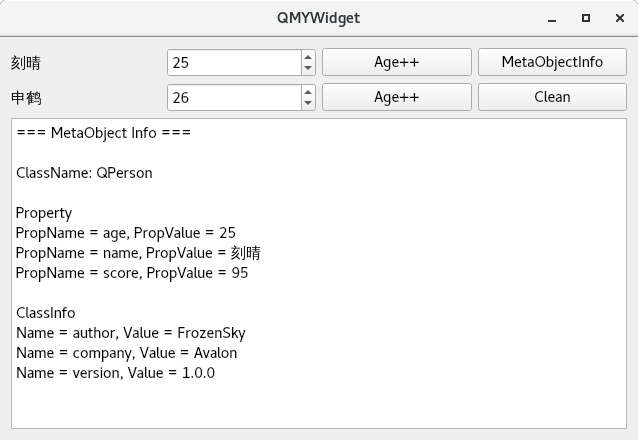 QMYWidget
刻晴 25 Age++ MetaObjectInfo
申鹤 26 Age++ Clean
=== MetaObject Info ===
ClassName: QPerson
Property
PropName = age, PropValue = 25
PropName = name, PropValue = 刻晴
PropName = score, PropValue = 95
ClassInfo
Name = author, Value = FrozenSky
Name = company, Value = Avalon
Name = version, Value = 1.0.0